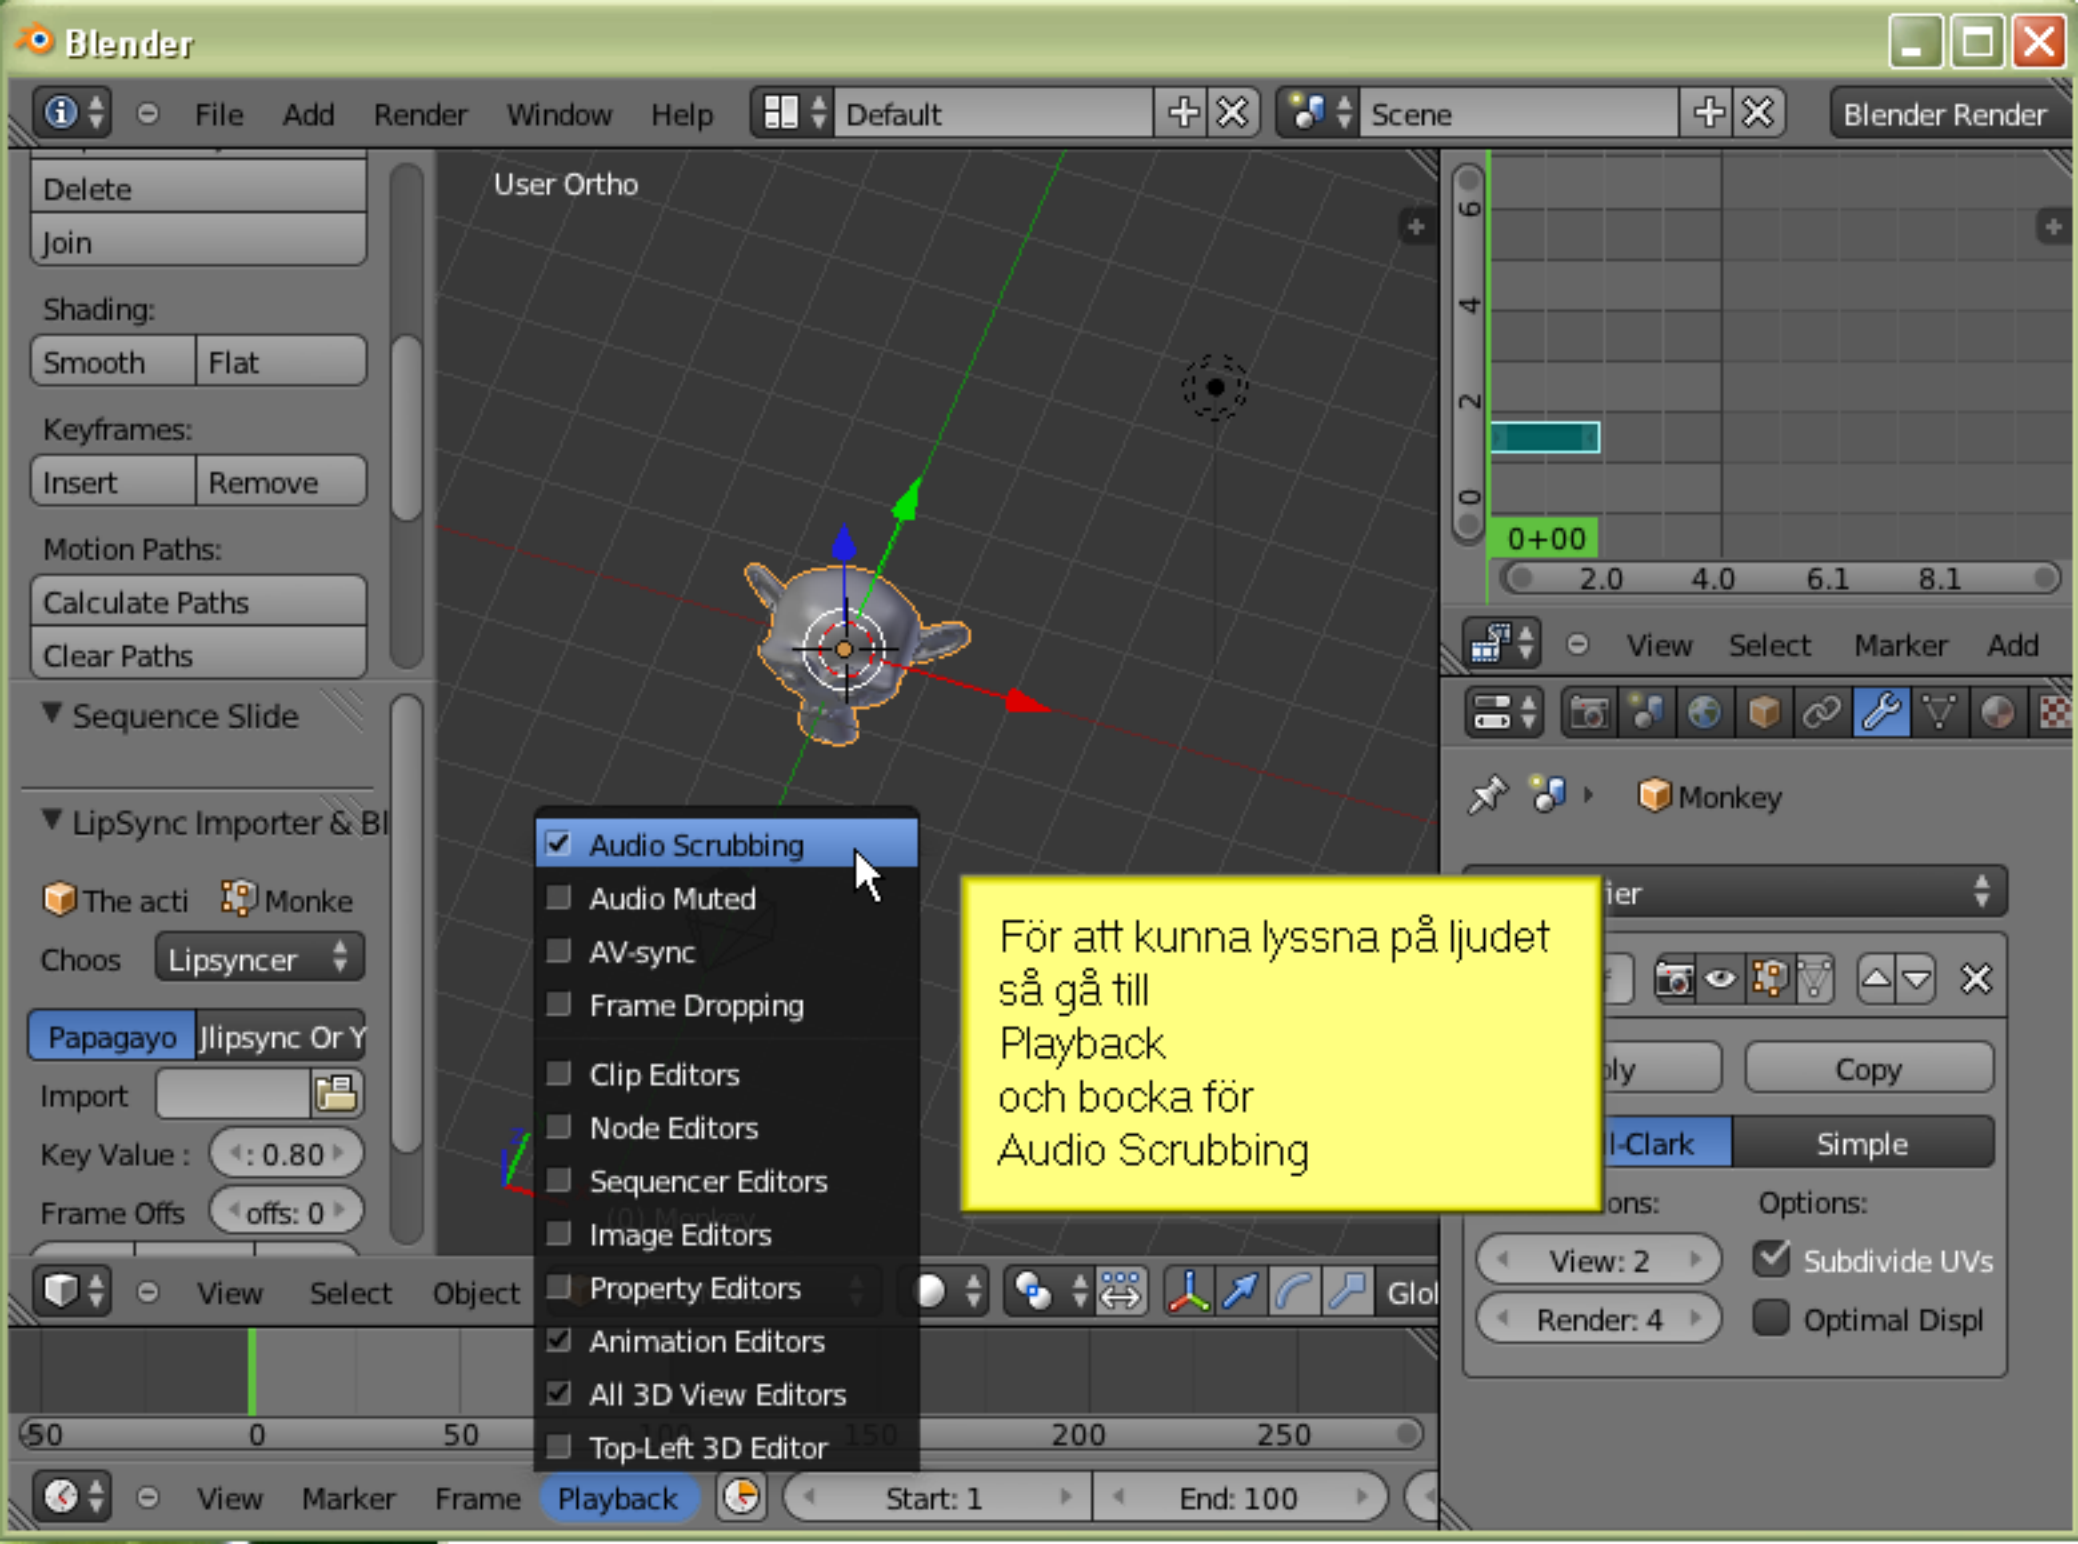 Blender
File Add Render Window Help Default Scene Blender Render
Delete
Join
Shading:
Smooth Flat
Keyframes:
Insert Remove
Motion Paths:
Calculate Paths
Clear Paths
Sequence Slide
LipSync Importer & Bl
The acti Monke
Choos Lipsyncer
Papagayo Jlipsync Or Y
Import
Key Value : : 0.80
Frame Offs offs: 0
User Ortho
Audio Scrubbing
Audio Muted
AV-sync
Frame Dropping
Clip Editors
Node Editors
Sequencer Editors
Image Editors
Property Editors
Animation Editors
All 3D View Editors
Top-Left 3D Editor
(0) Monkey
För att kunna lyssna på ljudet
så gå till
Playback
och bocka för
Audio Scrubbing
6
4
2
0
0+00
2.0 4.0 6.1 8.1
View Select Marker Add
Monkey
ier
ply Copy
ll-Clark Simple
ons: Options:
View: 2 Subdivide UVs
Render: 4 Optimal Displ
View Select Object Glol
-50 0 50 100 150 200 250
View Marker Frame Playback Start: 1 End: 100